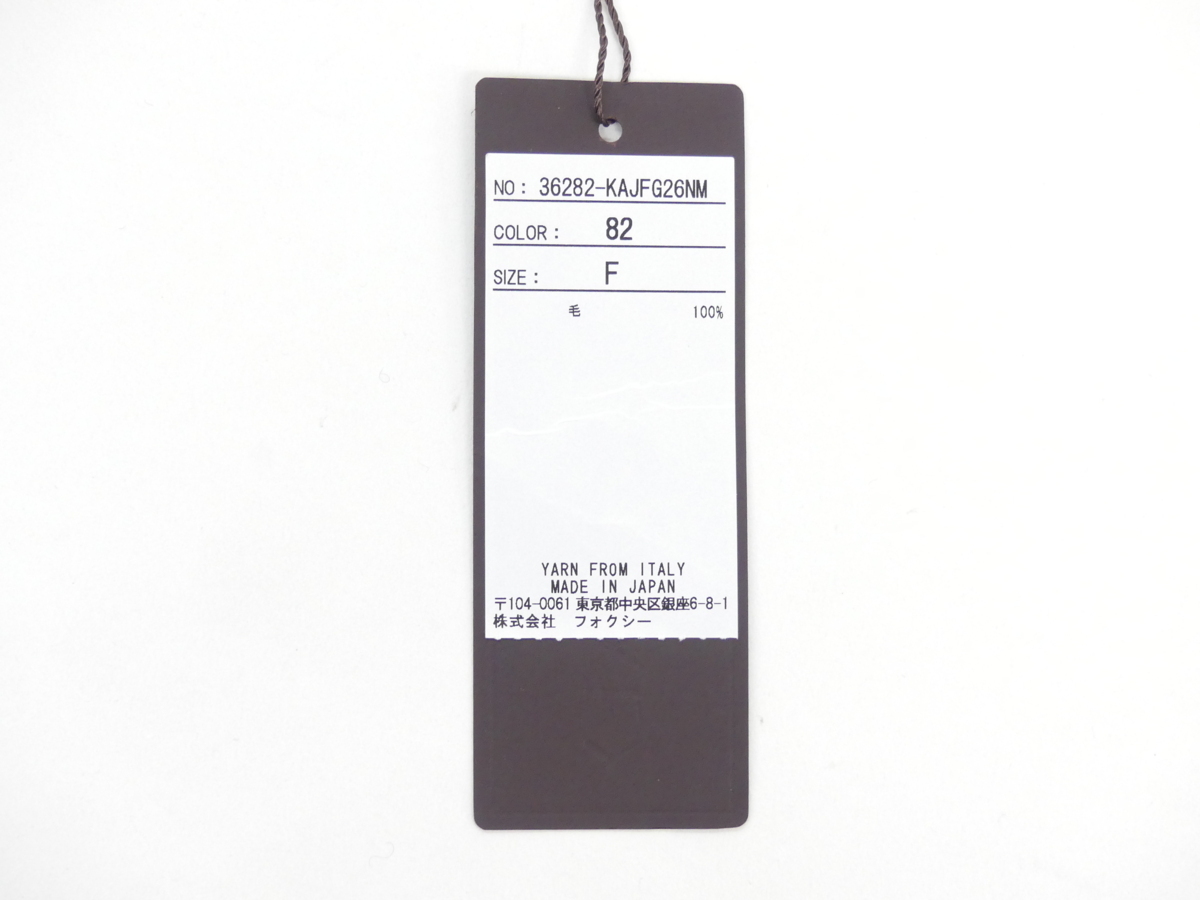 NO: 36282-KAJFG26NM
COLOR: 82
SIZE: F
毛 100%
YARN FROM ITALY
MADE IN JAPAN
〒104-0061 東京都中央区銀座6-8-1
株式会社 フォクシー